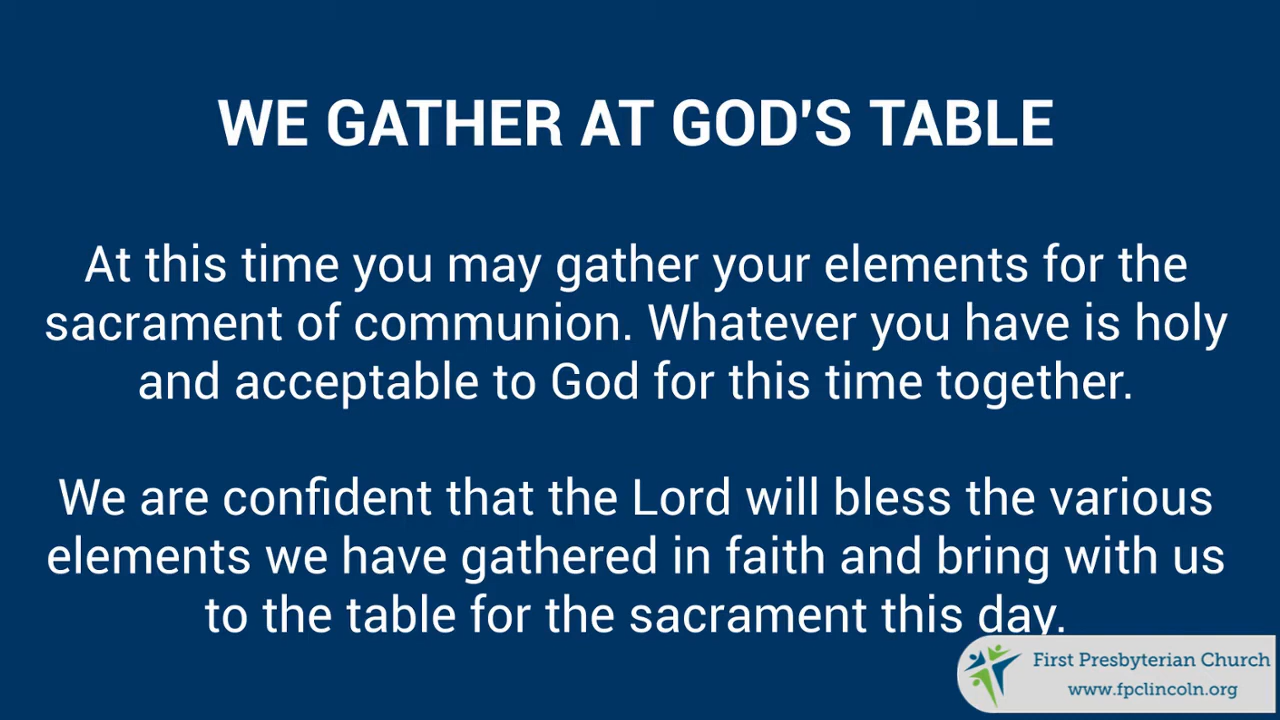 WE GATHER AT GOD'S TABLE
At this time you may gather your elements for the
sacrament of communion. Whatever you have is holy
and acceptable to God for this time together.
We are confident that the Lord will bless the various
elements we have gathered in faith and bring with us
to the table for the sacrament this day.
First Presbyterian Church
www.fpclincoln.org